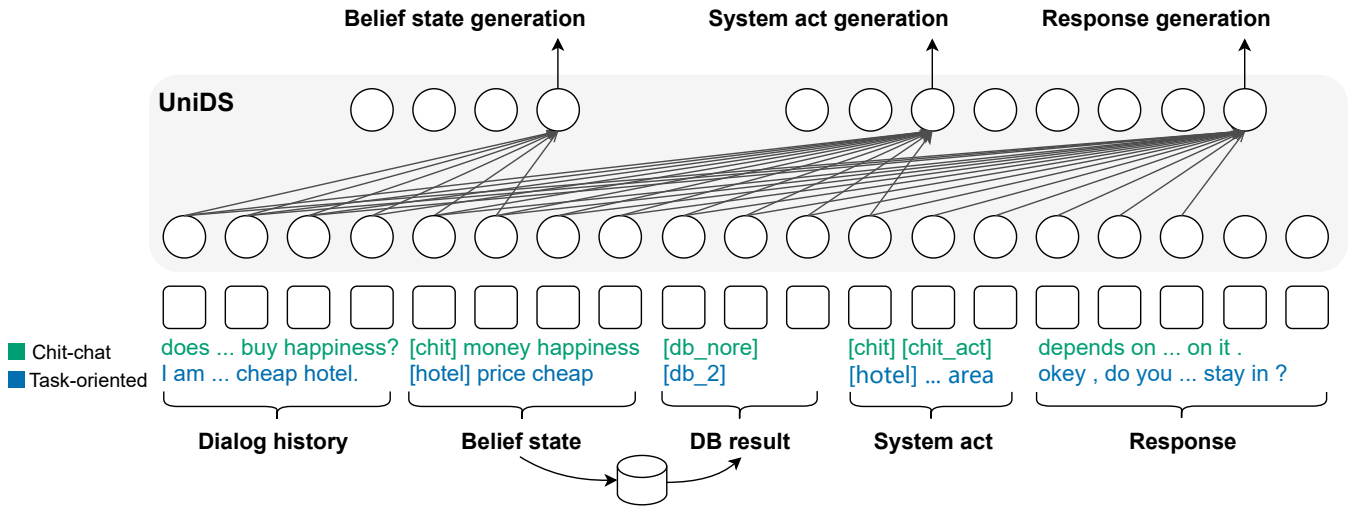 Belief state generation
System act generation
Response generation
UniDS
Chit-chat
Task-oriented
does ... buy happiness?
[chit] money happiness
[db_nore]
[chit] [chit_act]
depends on ... on it .
I am ... cheap hotel.
[hotel] price cheap
[db_2]
[hotel] ... area
okey , do you ... stay in ?
Dialog history
Belief state
DB result
System act
Response